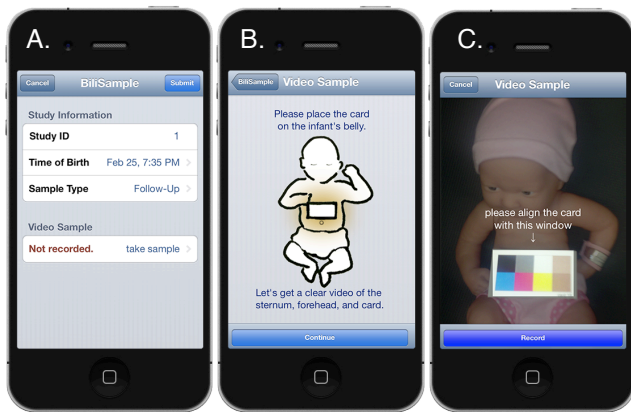 A.
Cancel BiliSample Submit
Study Information
Study ID 1
Time of Birth Feb 25, 7:35 PM
Sample Type Follow-Up
Video Sample
Not recorded. take sample
B.
BiliSample Video Sample
Please place the card
on the infant's belly.
Let's get a clear video of the
sternum, forehead, and card.
Continue
C.
Cancel Video Sample
please align the card
with this window
↓
Record